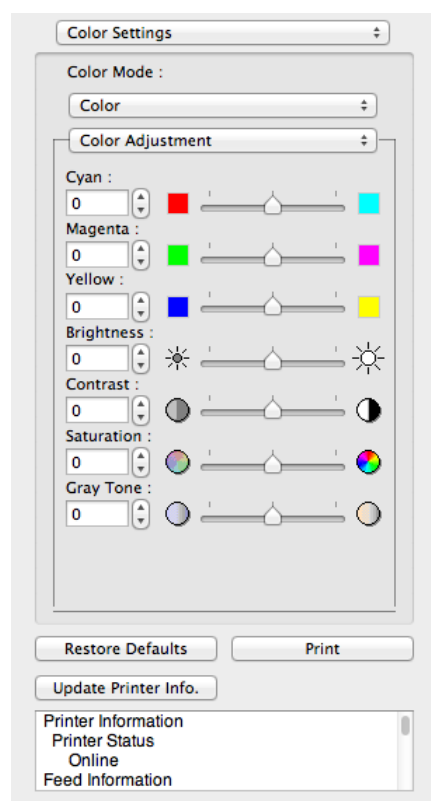 Color Settings
Color Mode :
Color
Color Adjustment
Cyan :
0
Magenta :
0
Yellow :
0
Brightness :
0
Contrast :
0
Saturation :
0
Gray Tone :
0
Restore Defaults
Print
Update Printer Info.
Printer Information
Printer Status
Online
Feed Information